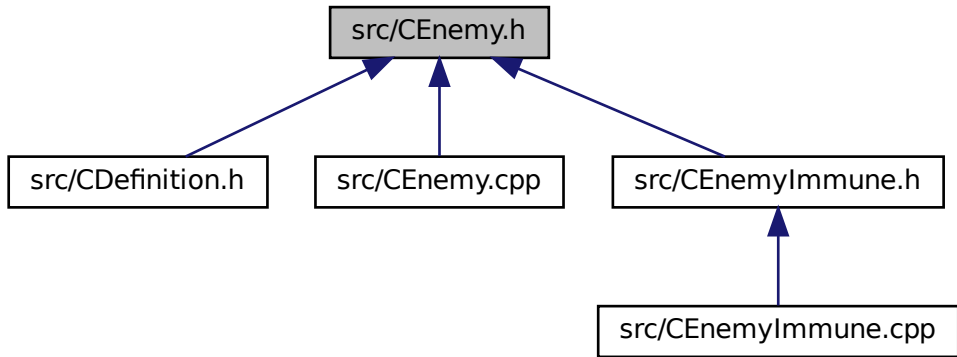 src/CEnemy.h
src/CDefinition.h
src/CEnemy.cpp
src/CEnemyImmune.h
src/CEnemyImmune.cpp